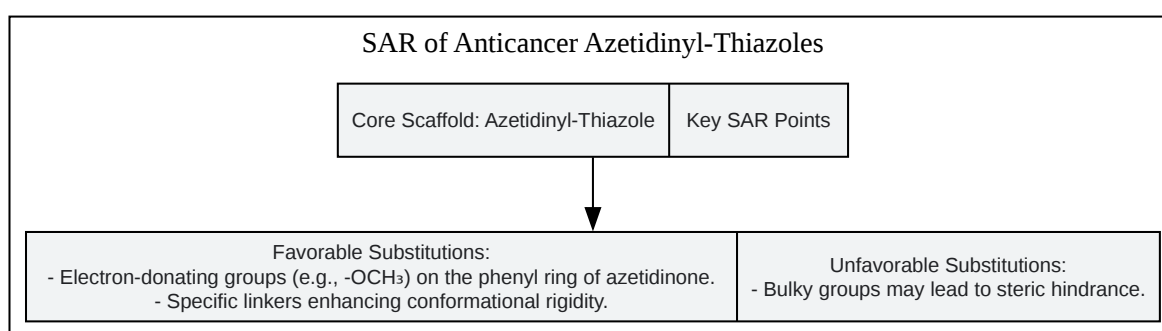 SAR of Anticancer Azetidinyl-Thiazoles
Core Scaffold: Azetidinyl-Thiazole
Key SAR Points
Favorable Substitutions:
- Electron-donating groups (e.g., -OCH₃) on the phenyl ring of azetidinone.
- Specific linkers enhancing conformational rigidity.
Unfavorable Substitutions:
- Bulky groups may lead to steric hindrance.